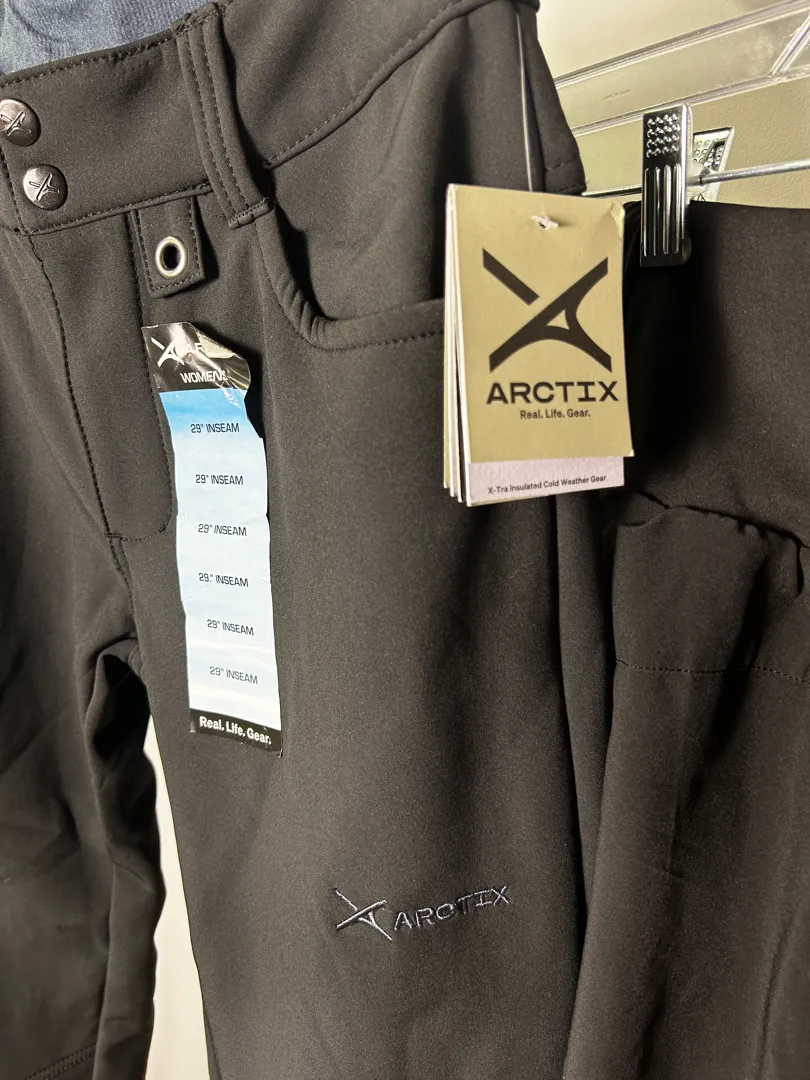 WOMENS
29" INSEAM
29" INSEAM
29" INSEAM
29." INSEAM
29" INSEAM
29" INSEAM
Real. Life. Gear.
ARCTIX
Real. Life. Gear.
X-Tra Insulated Cold Weather Gear
ARCTIX